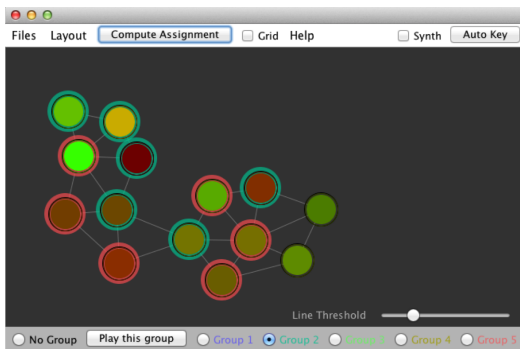 Files Layout Compute Assignment Grid Help Synth Auto Key
Line Threshold
No Group Play this group Group 1 Group 2 Group 3 Group 4 Group 5